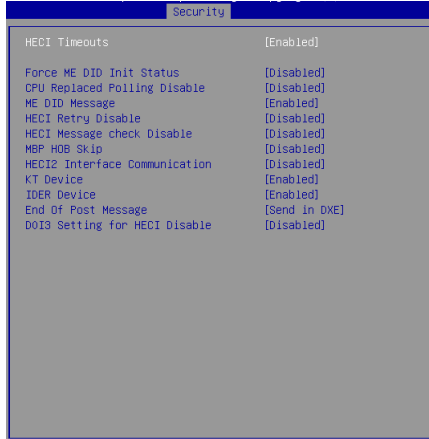 Security
HECI Timeouts [Enabled]
Force ME DID Init Status [Disabled]
CPU Replaced Polling Disable [Disabled]
ME DID Message [Enabled]
HECI Retry Disable [Disabled]
HECI Message check Disable [Disabled]
MBP HOB Skip [Disabled]
HECI2 Interface Communication [Disabled]
KT Device [Enabled]
IDER Device [Enabled]
End Of Post Message [Send in DXE]
D0I3 Setting for HECI Disable [Disabled]